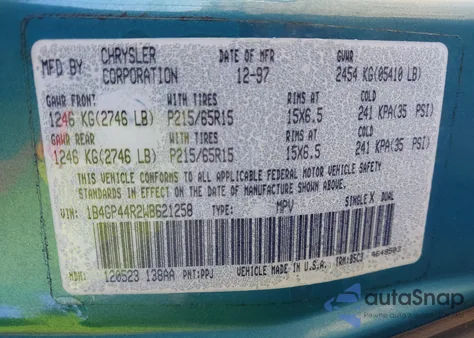 MFD BY CHRYSLER CORPORATION DATE OF MFR 12-97 GVWR 2454 KG(05410 LB)
GAWR FRONT WITH TIRES RIMS AT COLD
1246 KG(2746 LB) P215/65R15 15X6.5 241 KPA(35 PSI)
GAWR REAR WITH TIRES RIMS AT COLD
1246 KG(2746 LB) P215/65R15 15X6.5 241 KPA(35 PSI)
THIS VEHICLE CONFORMS TO ALL APPLICABLE FEDERAL MOTOR VEHICLE SAFETY
STANDARDS IN EFFECT ON THE DATE OF MANUFACTURE SHOWN ABOVE.
VIN: 1B4GP44R2WB621258 TYPE: MPV SINGLE X DUAL
MDH: 120523 138AA PNT:PPJ VEHICLE MADE IN U.S.A. TRM:B5C3
autoSnap